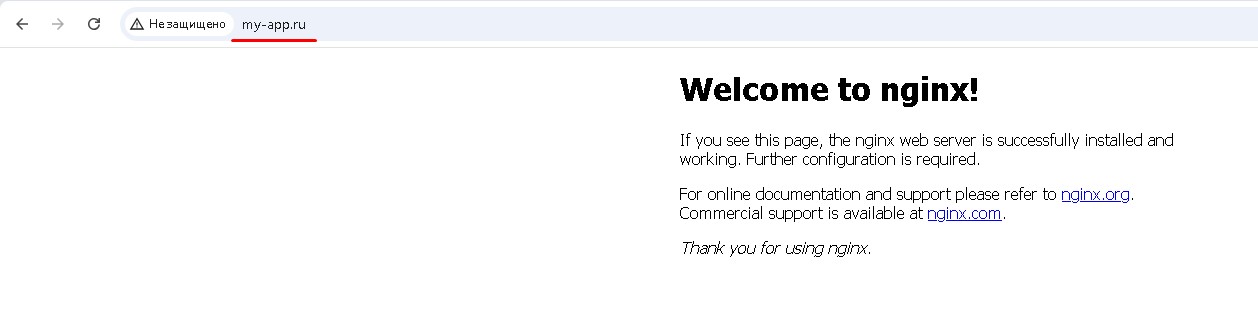 Не защищено my-app.ru
Welcome to nginx!
If you see this page, the nginx web server is successfully installed and
working. Further configuration is required.
For online documentation and support please refer to nginx.org.
Commercial support is available at nginx.com.
Thank you for using nginx.